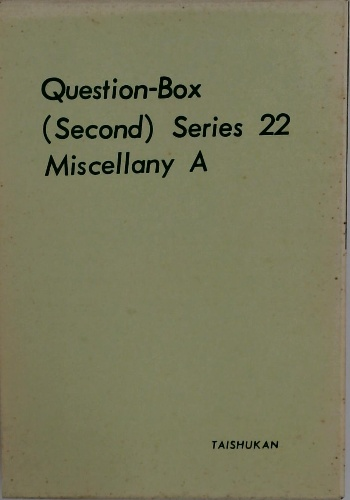 Question-Box
(Second) Series 22
Miscellany A
TAISHUKAN